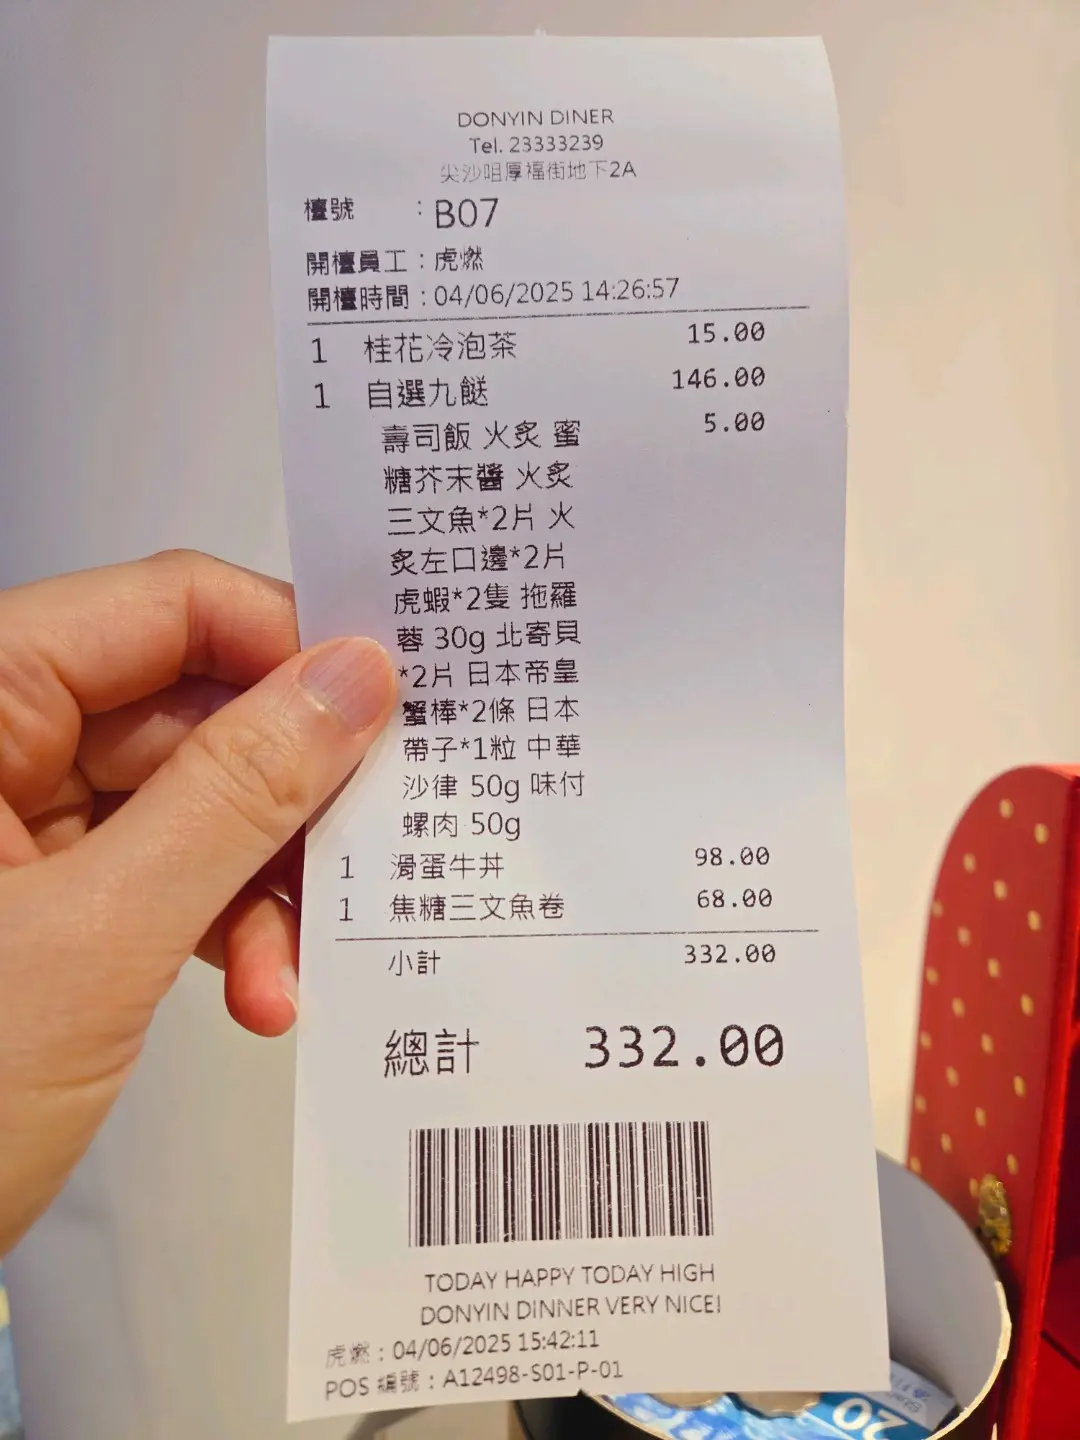 DONYIN DINER
Tel. 23333239
尖沙咀厚福街地下2A
檯號 : B07
開檯員工 : 虎燃
開檯時間 : 04/06/2025 14:26:57
1 桂花冷泡茶 15.00
1 自選九餸 146.00
壽司飯 火炙 蜜 5.00
糖芥末醬 火炙
三文魚*2片 火
炙左口邊*2片
虎蝦*2隻 拖羅
蓉 30g 北寄貝
*2片 日本帝皇
蟹棒*2條 日本
帶子*1粒 中華
沙律 50g 味付
螺肉 50g
1 滑蛋牛丼 98.00
1 焦糖三文魚卷 68.00
小計 332.00
總計 332.00
TODAY HAPPY TODAY HIGH
DONYIN DINNER VERY NICE!
虎燃 : 04/06/2025 15:42:11
POS 編號 : A12498-S01-P-01
20